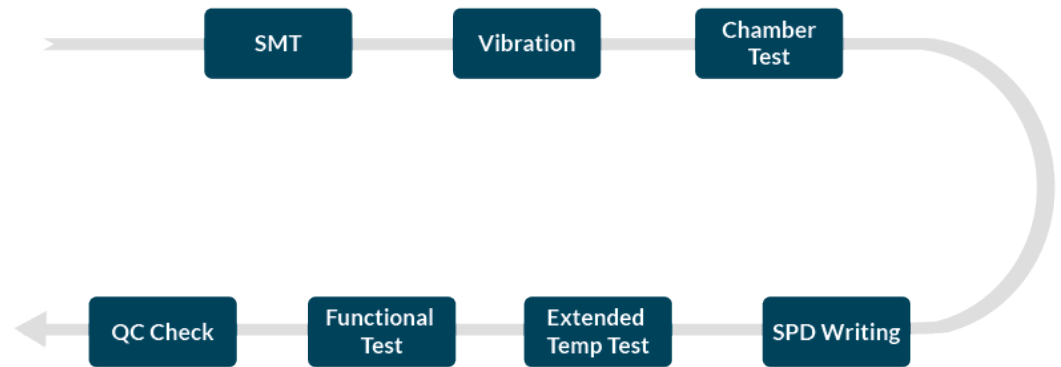 SMT
Vibration
Chamber
Test
SPD Writing
Extended
Temp Test
Functional
Test
QC Check